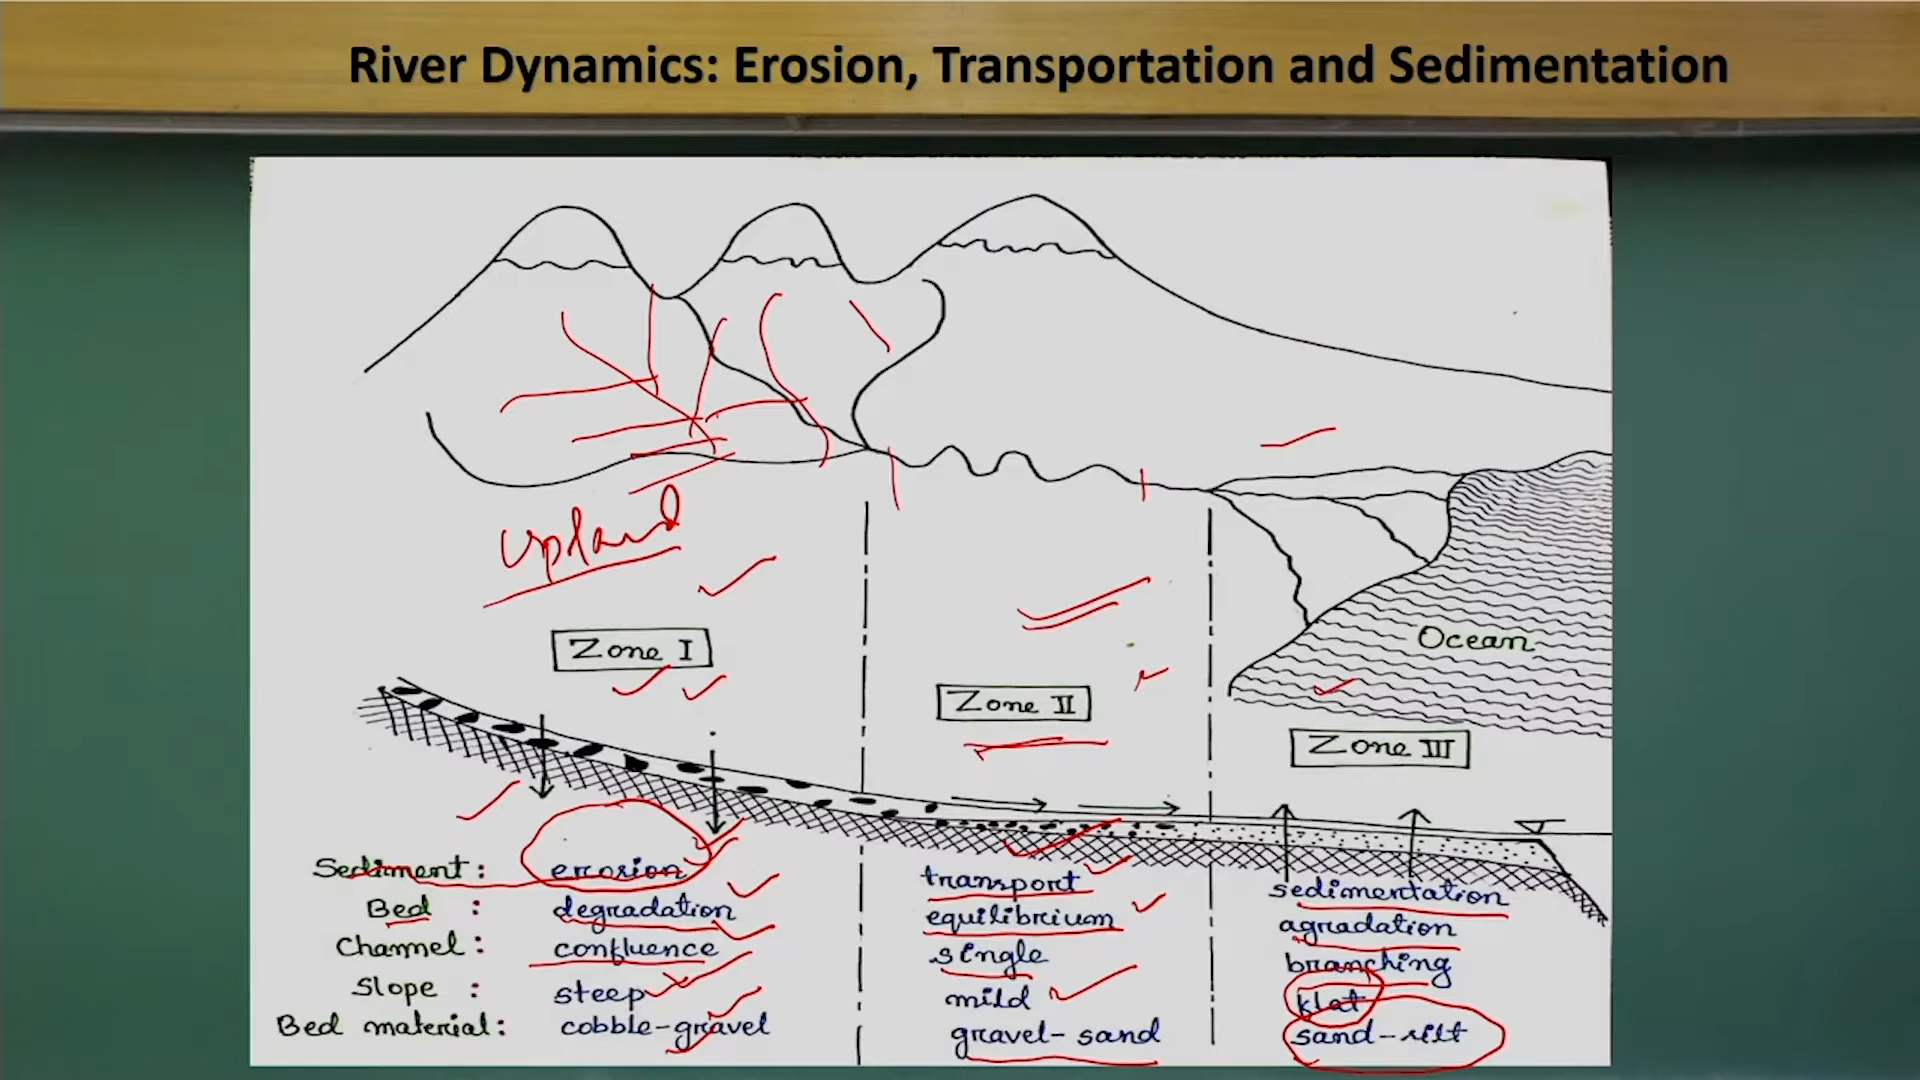 River Dynamics: Erosion, Transportation and Sedimentation
Upland
Zone I
Zone II
Zone III
Ocean
Sediment : erosion transport sedimentation
Bed : degradation equilibrium agradation
Channel : confluence single branching
Slope : steep mild flat
Bed material : cobble-gravel gravel-sand sand-silt